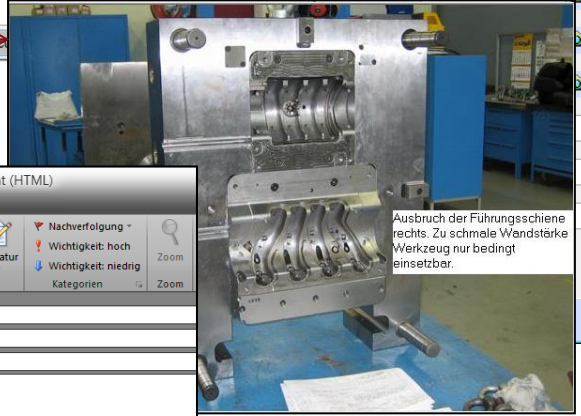 t (HTML)
Nachverfolgung
Wichtigkeit: hoch
atur
Wichtigkeit: niedrig
Zoom
Kategorien
Zoom
Ausbruch der Führungsschiene
rechts. Zu schmale Wandstärke
Werkzeug nur bedingt
einsetzbar.